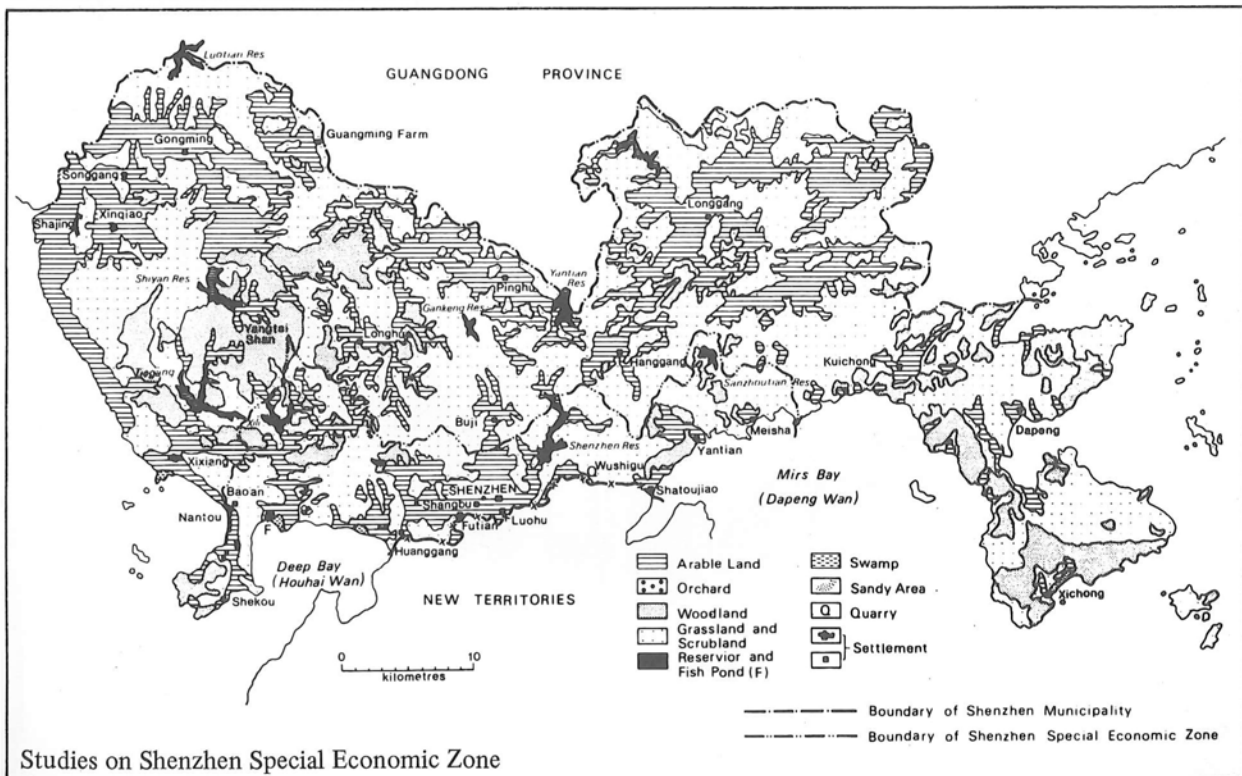 Luotian Res
GUANGDONG PROVINCE
Guangming Farm
Gongming
Songgang
Xinqiao
Shajing
Longgang
Shiyan Res
Yantian
Res
Pinghu
Gankeng Res
Yangtai
Shan
Longhu
Hanggang
Kuichong
Sanzhoutian Res
Tiegang
Xili
Buji
Meisha
Dapeng
Xixiang
Shenzhen Res
Yantian
Wushigu
Q
Baoan
SHENZHEN
Shangbu
Shatoujiao
Mirs Bay
(Dapeng Wan)
Nantou
F
Futian
Luohu
Huanggang
Deep Bay
(Houhai Wan)
Shekou
NEW TERRITORIES
Xichong
Arable Land
Orchard
Woodland
Grassland and
Scrubland
Reservior and
Fish Pond (F)
Swamp
Sandy Area
Q Quarry
Settlement
0 10
kilometres
Boundary of Shenzhen Municipality
Boundary of Shenzhen Special Economic Zone
Studies on Shenzhen Special Economic Zone